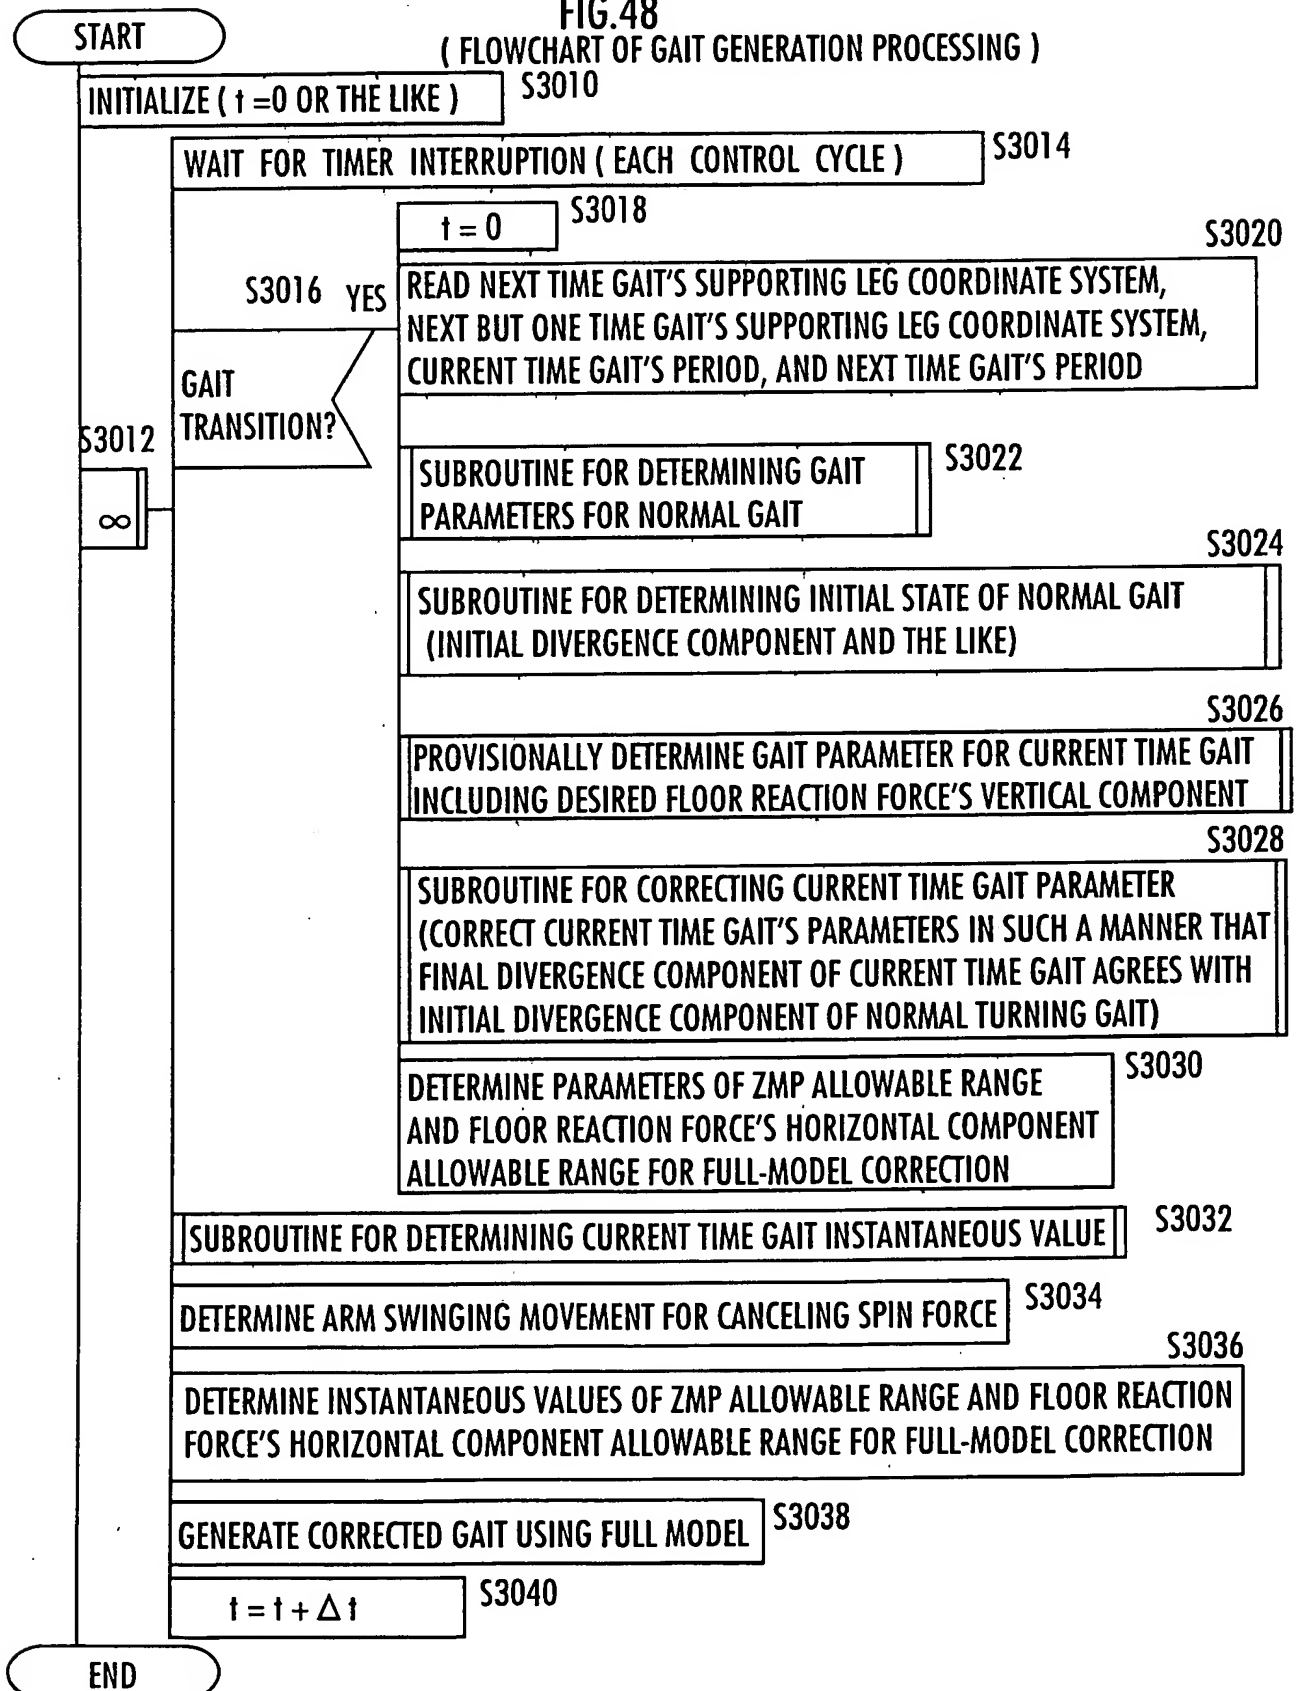 FIG.48
START
( FLOWCHART OF GAIT GENERATION PROCESSING )
INITIALIZE ( t =0 OR THE LIKE )
S3010
WAIT FOR TIMER INTERRUPTION ( EACH CONTROL CYCLE )
S3014
t = 0
S3018
S3020
S3016 YES
READ NEXT TIME GAIT'S SUPPORTING LEG COORDINATE SYSTEM,
NEXT BUT ONE TIME GAIT'S SUPPORTING LEG COORDINATE SYSTEM,
CURRENT TIME GAIT'S PERIOD, AND NEXT TIME GAIT'S PERIOD
GAIT
TRANSITION?
S3012
∞
SUBROUTINE FOR DETERMINING GAIT
PARAMETERS FOR NORMAL GAIT
S3022
S3024
SUBROUTINE FOR DETERMINING INITIAL STATE OF NORMAL GAIT
(INITIAL DIVERGENCE COMPONENT AND THE LIKE)
S3026
PROVISIONALLY DETERMINE GAIT PARAMETER FOR CURRENT TIME GAIT
INCLUDING DESIRED FLOOR REACTION FORCE'S VERTICAL COMPONENT
S3028
SUBROUTINE FOR CORRECTING CURRENT TIME GAIT PARAMETER
(CORRECT CURRENT TIME GAIT'S PARAMETERS IN SUCH A MANNER THAT
FINAL DIVERGENCE COMPONENT OF CURRENT TIME GAIT AGREES WITH
INITIAL DIVERGENCE COMPONENT OF NORMAL TURNING GAIT)
S3030
DETERMINE PARAMETERS OF ZMP ALLOWABLE RANGE
AND FLOOR REACTION FORCE'S HORIZONTAL COMPONENT
ALLOWABLE RANGE FOR FULL-MODEL CORRECTION
SUBROUTINE FOR DETERMINING CURRENT TIME GAIT INSTANTANEOUS VALUE
S3032
DETERMINE ARM SWINGING MOVEMENT FOR CANCELING SPIN FORCE
S3034
S3036
DETERMINE INSTANTANEOUS VALUES OF ZMP ALLOWABLE RANGE AND FLOOR REACTION
FORCE'S HORIZONTAL COMPONENT ALLOWABLE RANGE FOR FULL-MODEL CORRECTION
GENERATE CORRECTED GAIT USING FULL MODEL
S3038
t = t + Δ t
S3040
END